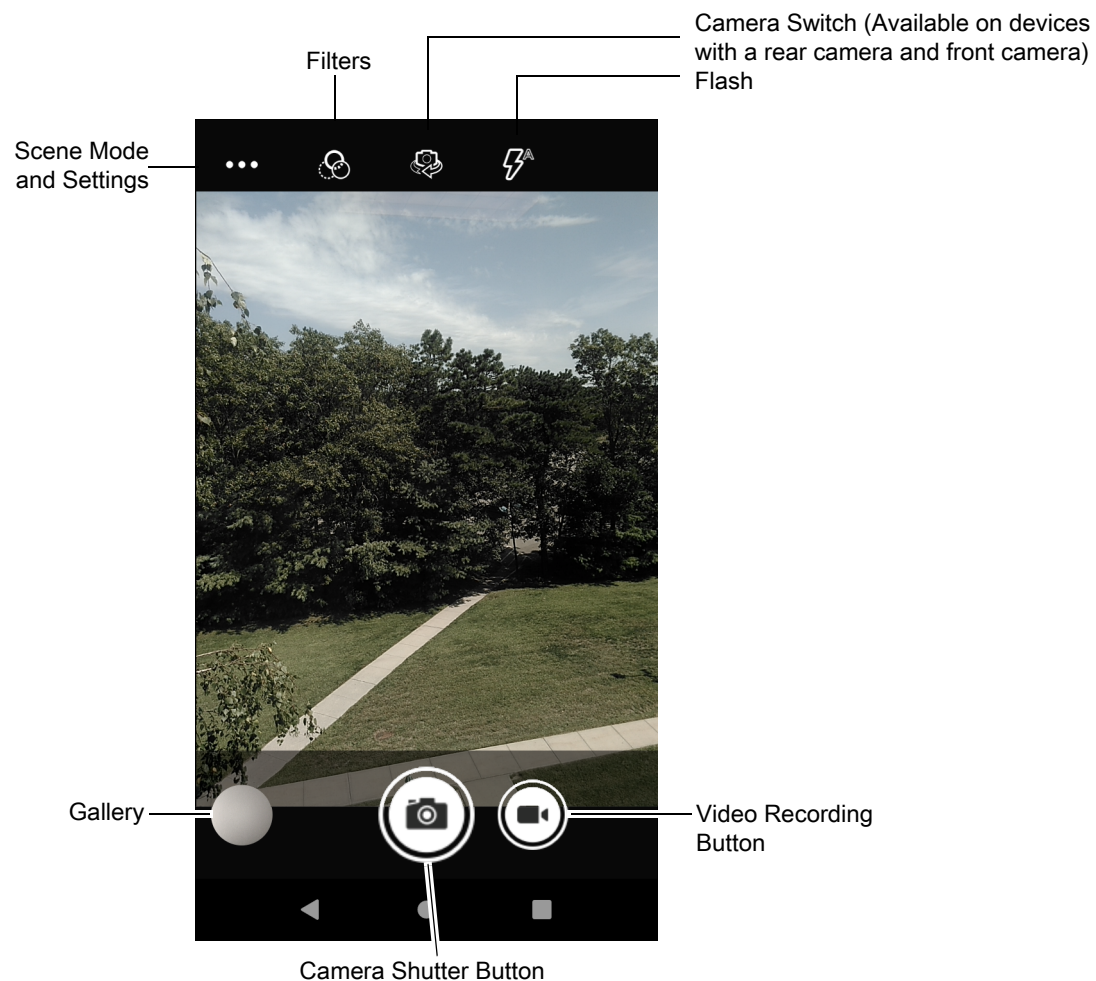 Camera Switch (Available on devices
with a rear camera and front camera)
Filters
Flash
Scene Mode
and Settings
A
Gallery
Video Recording
Button
Camera Shutter Button